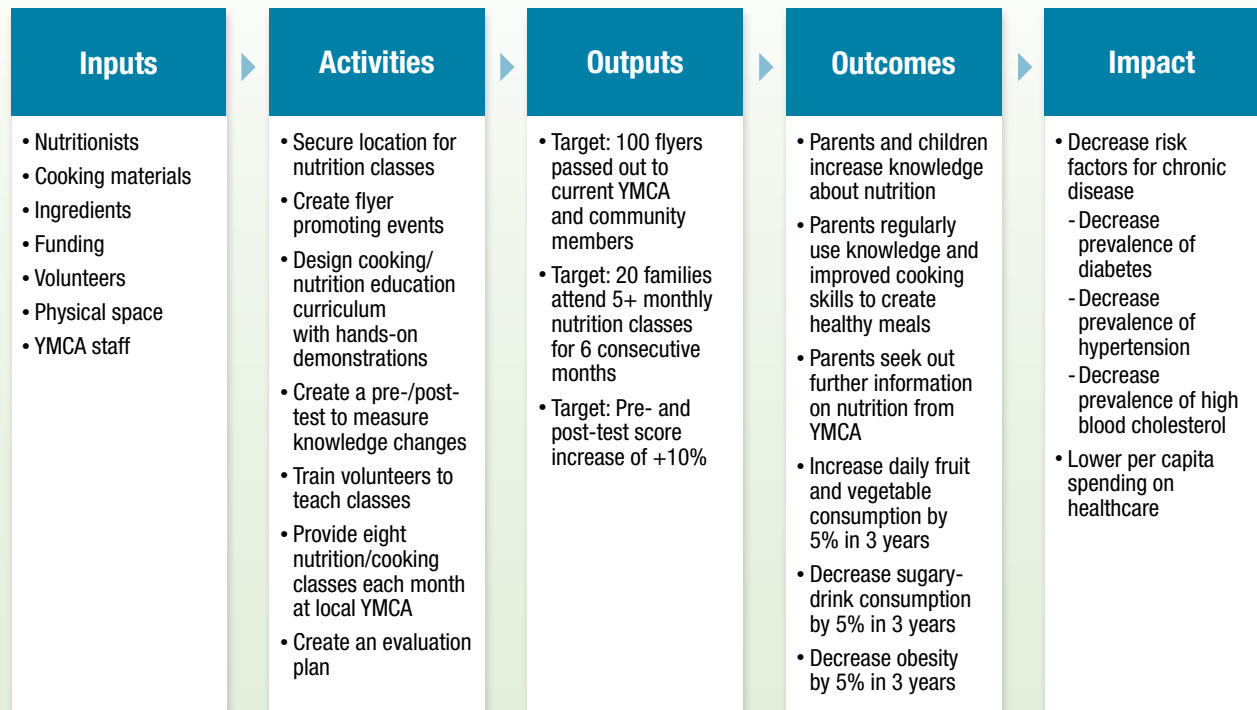 Inputs
• Nutritionists
• Cooking materials
• Ingredients
• Funding
• Volunteers
• Physical space
• YMCA staff
Activities
• Secure location for
nutrition classes
• Create flyer
promoting events
• Design cooking/
nutrition education
curriculum
with hands-on
demonstrations
• Create a pre-/post-
test to measure
knowledge changes
• Train volunteers to
teach classes
• Provide eight
nutrition/cooking
classes each month
at local YMCA
• Create an evaluation
plan
Outputs
• Target: 100 flyers
passed out to
current YMCA
and community
members
• Target: 20 families
attend 5+ monthly
nutrition classes
for 6 consecutive
months
• Target: Pre- and
post-test score
increase of +10%
Outcomes
• Parents and children
increase knowledge
about nutrition
• Parents regularly
use knowledge and
improved cooking
skills to create
healthy meals
• Parents seek out
further information
on nutrition from
YMCA
• Increase daily fruit
and vegetable
consumption by
5% in 3 years
• Decrease sugary-
drink consumption
by 5% in 3 years
• Decrease obesity
by 5% in 3 years
Impact
• Decrease risk
factors for chronic
disease
- Decrease
prevalence of
diabetes
- Decrease
prevalence of
hypertension
- Decrease
prevalence of high
blood cholesterol
• Lower per capita
spending on
healthcare